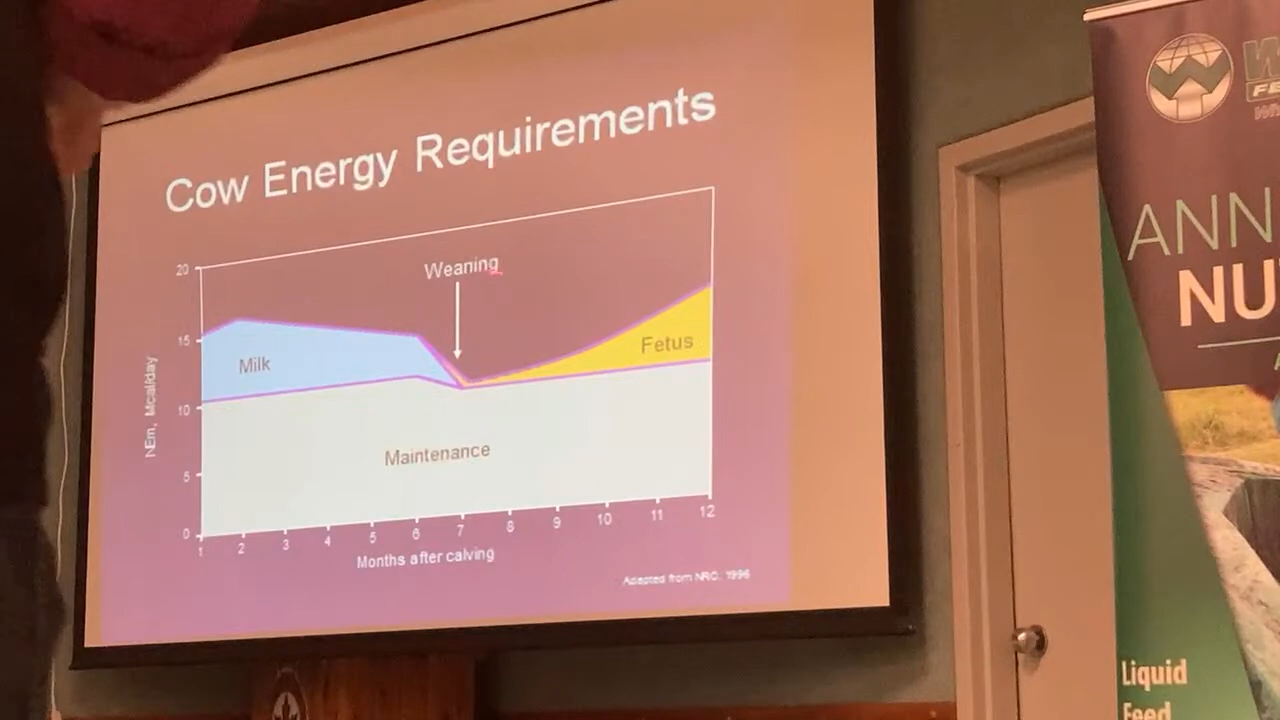 Cow Energy Requirements
20
15
10
5
0
NEm, Mcal/day
Weaning
Milk
Fetus
Maintenance
1 2 3 4 5 6 7 8 9 10 11 12
Months after calving
Adapted from NRC, 1996
W
ANN
NU
Liquid
Feed